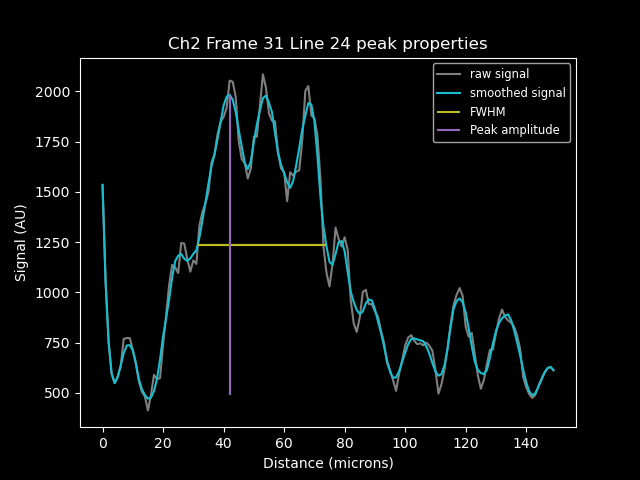 Ch2 Frame 31 Line 24 peak properties
raw signal
smoothed signal
FWHM
Peak amplitude
Signal (AU)
2000
1750
1500
1250
1000
750
500
0 20 40 60 80 100 120 140
Distance (microns)